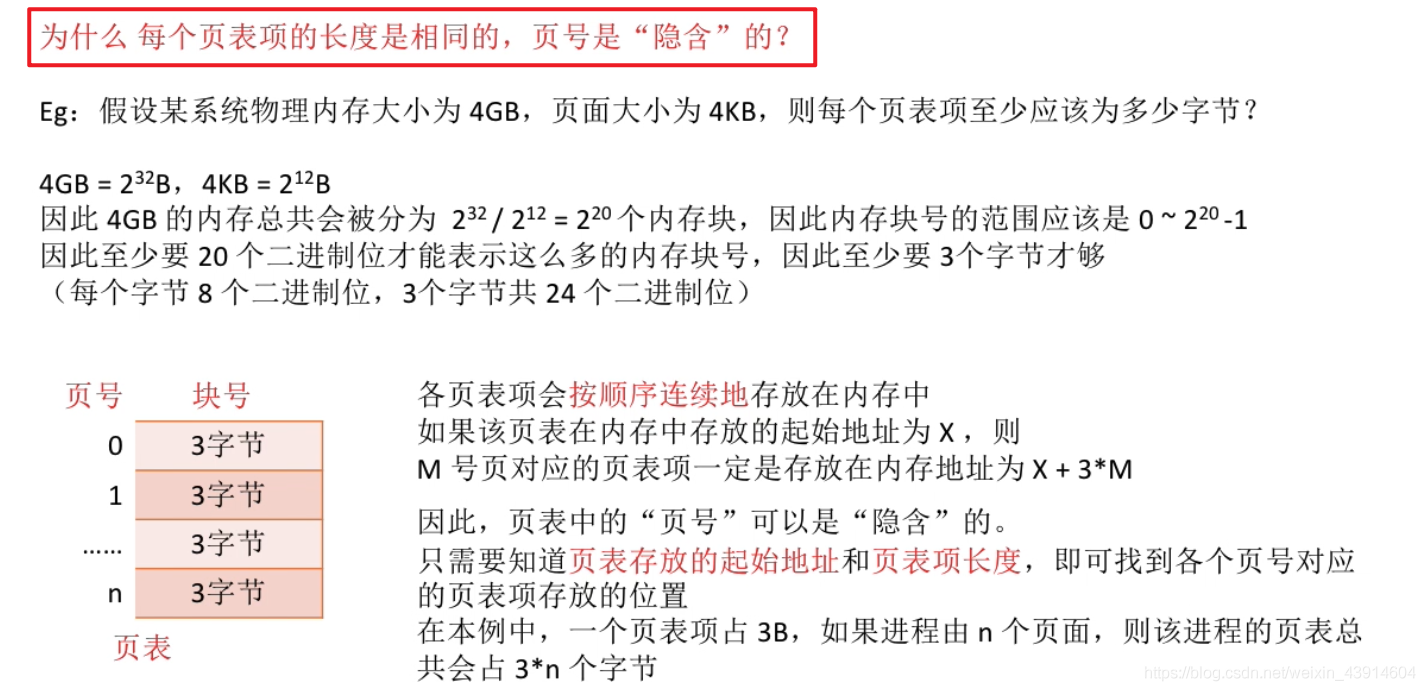 为什么 每个页表项的长度是相同的，页号是“隐含”的？
Eg：假设某系统物理内存大小为 4GB，页面大小为 4KB，则每个页表项至少应该为多少字节？
4GB = 2³²B，4KB = 2¹²B
因此 4GB 的内存总共会被分为 2³² / 2¹² = 2²⁰ 个内存块，因此内存块号的范围应该是 0 ~ 2²⁰ -1
因此至少要 20 个二进制位才能表示这么多的内存块号，因此至少要 3个字节才够
（每个字节 8 个二进制位，3个字节共 24 个二进制位）
页号 块号
0 3字节
1 3字节
…… 3字节
n 3字节
页表
各页表项会按顺序连续地存放在内存中
如果该页表在内存中存放的起始地址为 X ，则
M 号页对应的页表项一定是存放在内存地址为 X + 3*M
因此，页表中的“页号”可以是“隐含”的。
只需要知道页表存放的起始地址和页表项长度，即可找到各个页号对应
的页表项存放的位置
在本例中，一个页表项占 3B，如果进程由 n 个页面，则该进程的页表总
共会占 3*n 个字节
https://blog.csdn.net/weixin_43914604